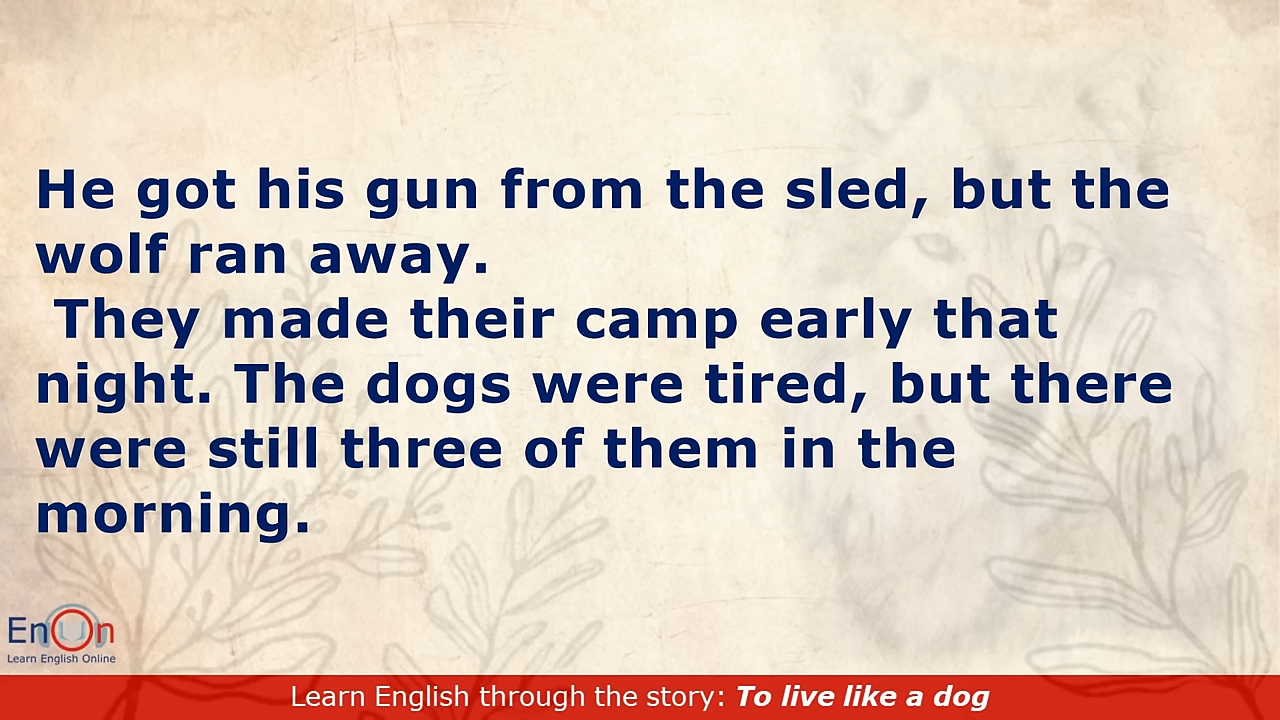 He got his gun from the sled, but the
wolf ran away.
They made their camp early that
night. The dogs were tired, but there
were still three of them in the
morning.
EnOn
Learn English Online
Learn English through the story: To live like a dog